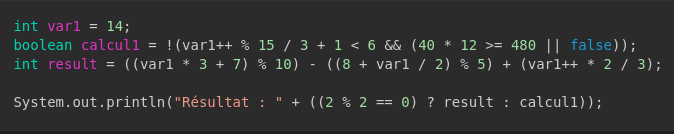 int var1 = 14;
boolean calcul1 = !(var1++ % 15 / 3 + 1 < 6 && (40 * 12 >= 480 || false));
int result = ((var1 * 3 + 7) % 10) - ((8 + var1 / 2) % 5) + (var1++ * 2 / 3);
System.out.println("Résultat : " + ((2 % 2 == 0) ? result : calcul1));